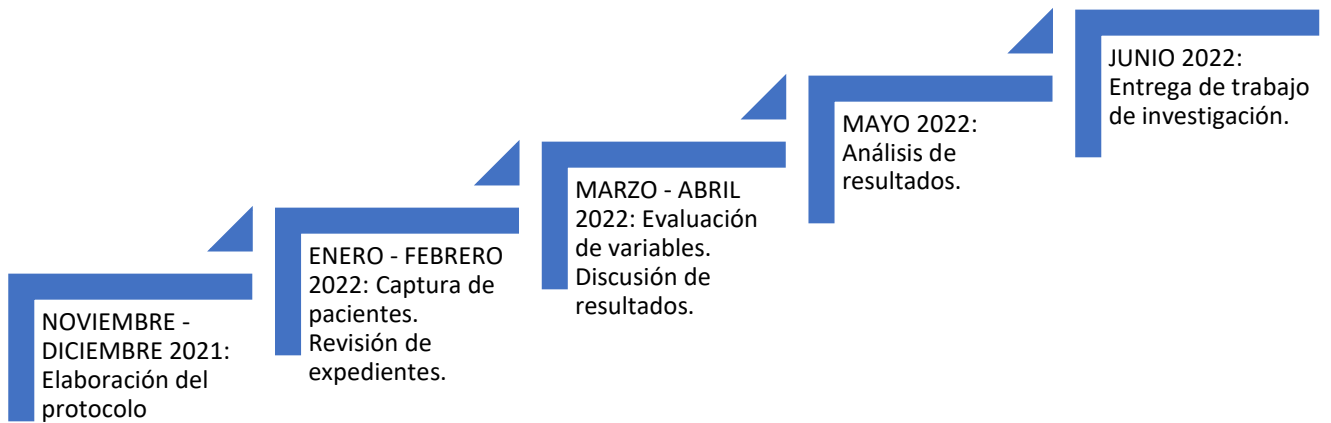 NOVIEMBRE -
DICIEMBRE 2021:
Elaboración del
protocolo
ENERO - FEBRERO
2022: Captura de
pacientes.
Revisión de
expedientes.
MARZO - ABRIL
2022: Evaluación
de variables.
Discusión de
resultados.
MAYO 2022:
Análisis de
resultados.
JUNIO 2022:
Entrega de trabajo
de investigación.